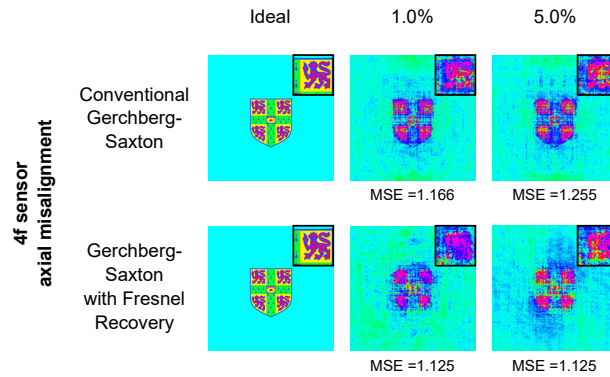 Ideal 1.0% 5.0%
4f sensor
axial misalignment
Conventional
Gerchberg-
Saxton
MSE =1.166 MSE =1.255
Gerchberg-
Saxton
with Fresnel
Recovery
MSE =1.125 MSE =1.125